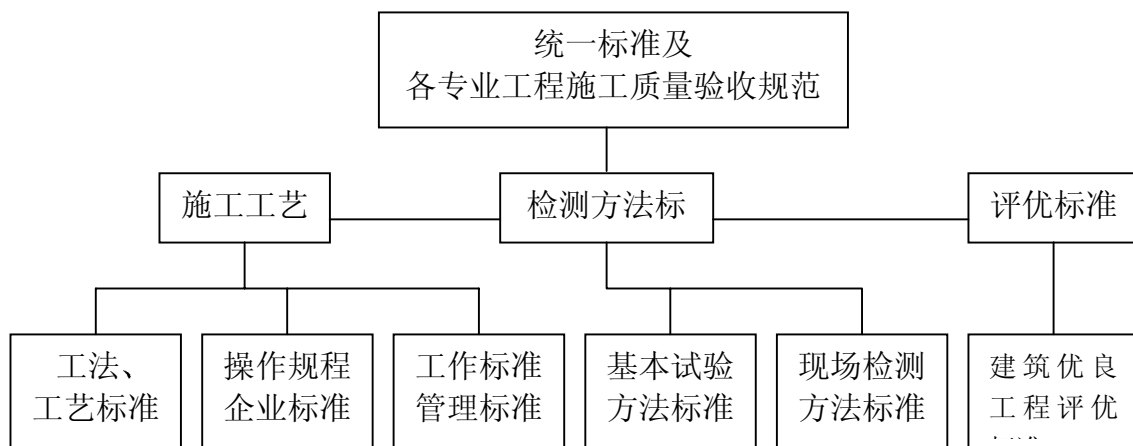 统一标准及
各专业工程施工质量验收规范
施工工艺
检测方法标
评优标准
工法、
工艺标准
操作规程
企业标准
工作标准
管理标准
基本试验
方法标准
现场检测
方法标准
建筑优良
工程评优